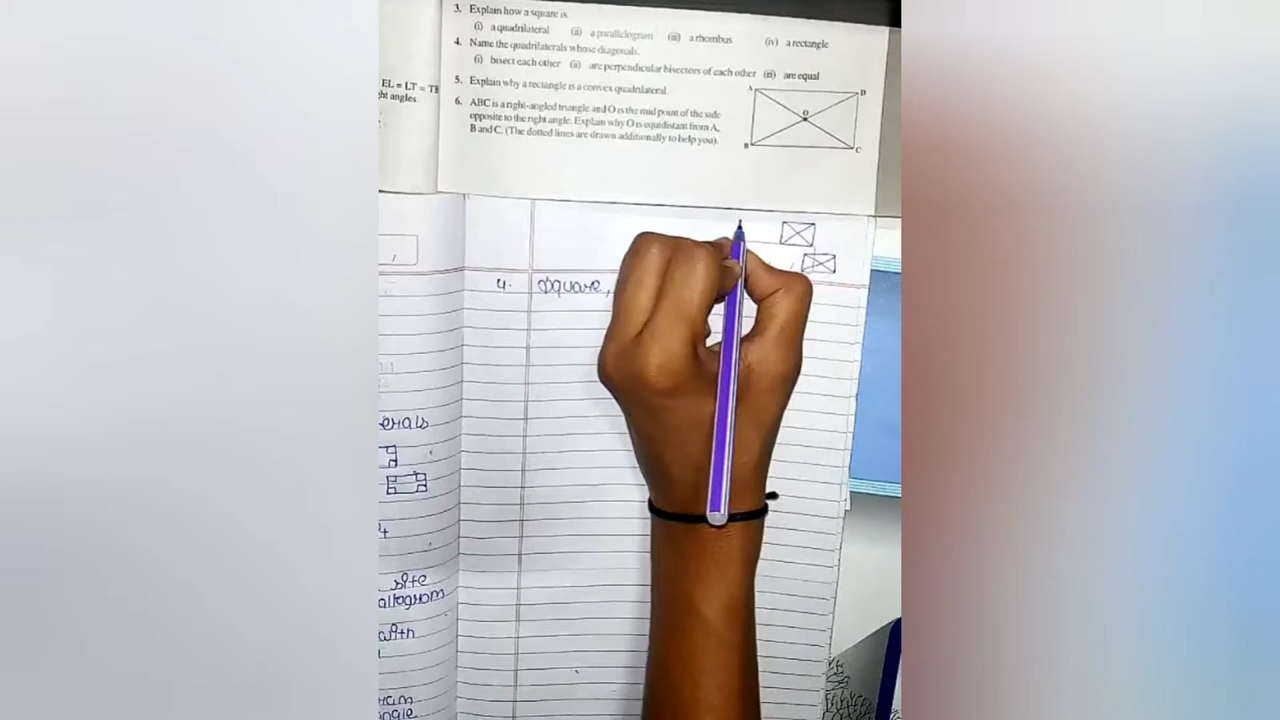 3. Explain how a square is.
(i) a quadrilateral (ii) a parallelogram (iii) a rhombus (iv) a rectangle
4. Name the quadrilaterals whose diagonals.
(i) bisect each other (ii) are perpendicular bisectors of each other (iii) are equal
5. Explain why a rectangle is a convex quadrilateral.
6. ABC is a right-angled triangle and O is the mid point of the side
opposite to the right angle. Explain why O is equidistant from A,
B and C. (The dotted lines are drawn additionally to help you).
A D
O
B C
EL = LT = TB
ht angles.
4. Square,
erals
site
allogram
with
ram
ngle